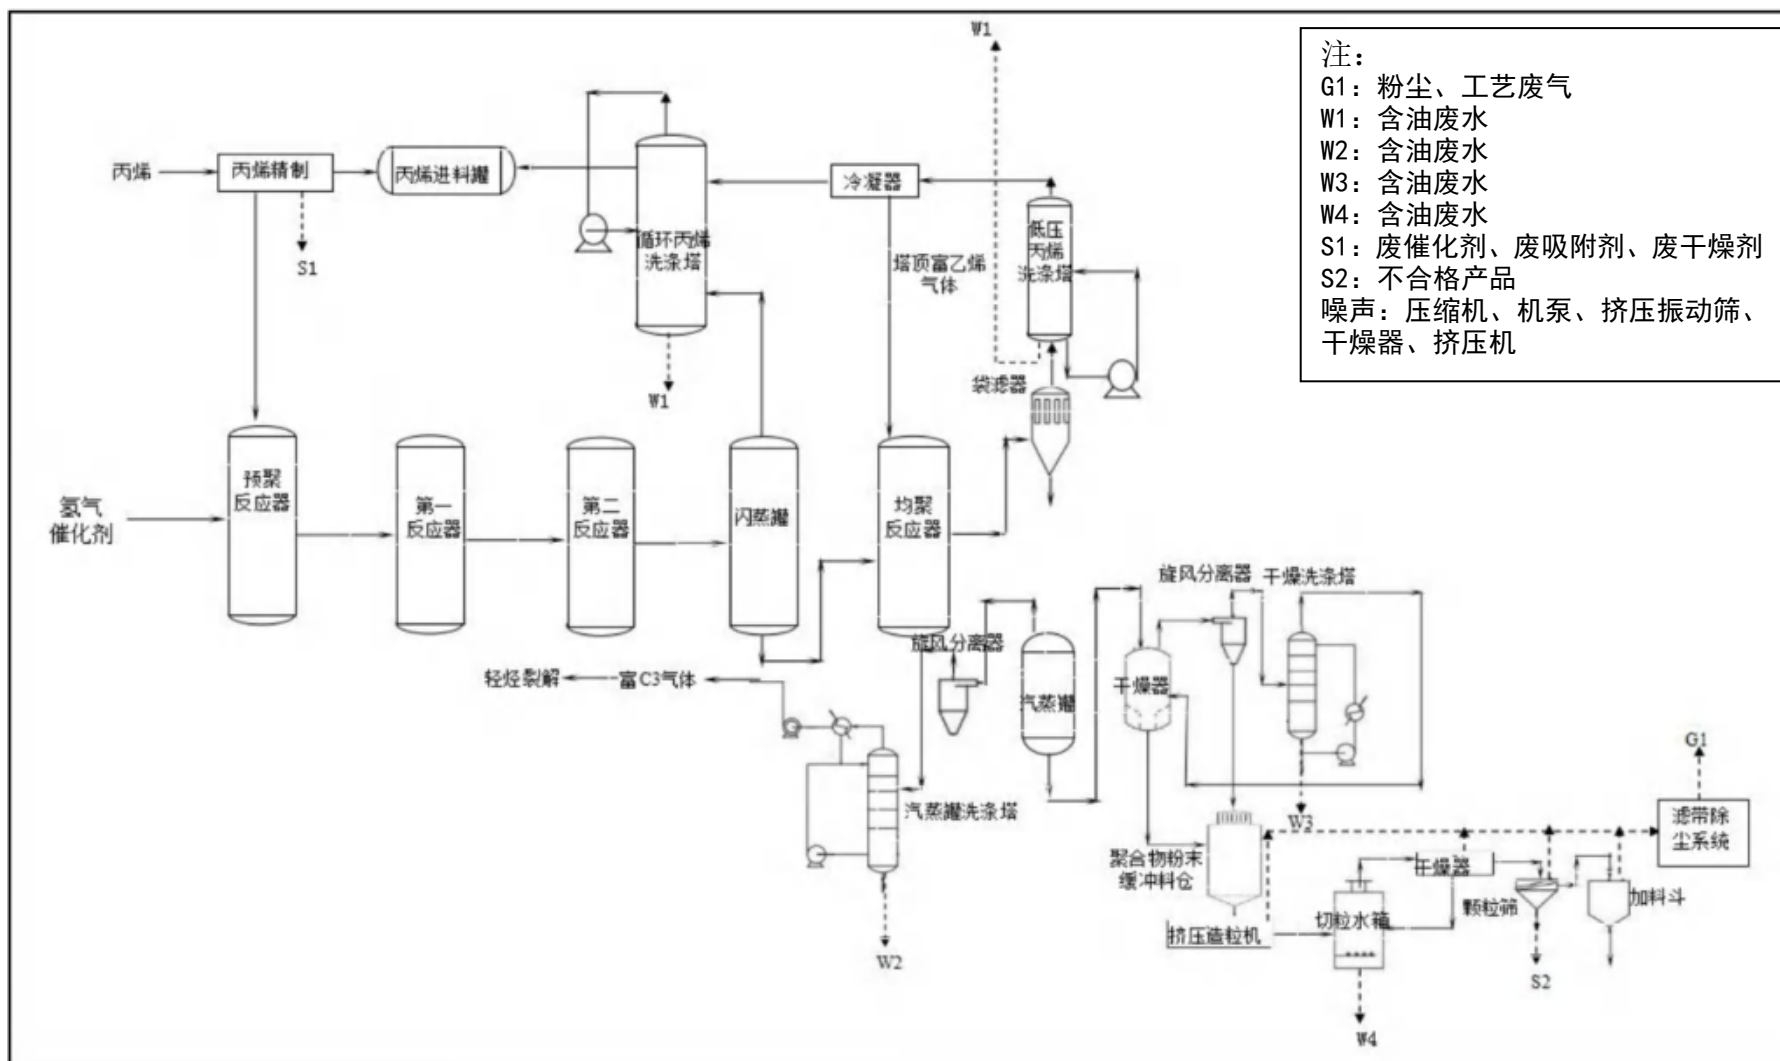 W1
注：
G1：粉尘、工艺废气
W1：含油废水
W2：含油废水
W3：含油废水
W4：含油废水
S1：废催化剂、废吸附剂、废干燥剂
S2：不合格产品
噪声：压缩机、机泵、挤压振动筛、
干燥器、挤压机
丙烯
丙烯精制
丙烯进料罐
冷凝器
循环丙烯
洗涤塔
低压
丙烯
洗涤塔
S1
塔顶富乙烯
气体
W1
袋滤器
预聚
反应器
氢气
催化剂
第一
反应器
第二
反应器
闪蒸罐
均聚
反应器
旋风分离器
干燥洗涤塔
旋风分离器
轻烃裂解
富C3气体
汽蒸罐
干燥器
G1
汽蒸罐洗涤塔
W3
滤带除
尘系统
聚合物粉末
缓冲料仓
干燥器
颗粒筛
加料斗
挤压造粒机
切粒水箱
W2
S2
W4